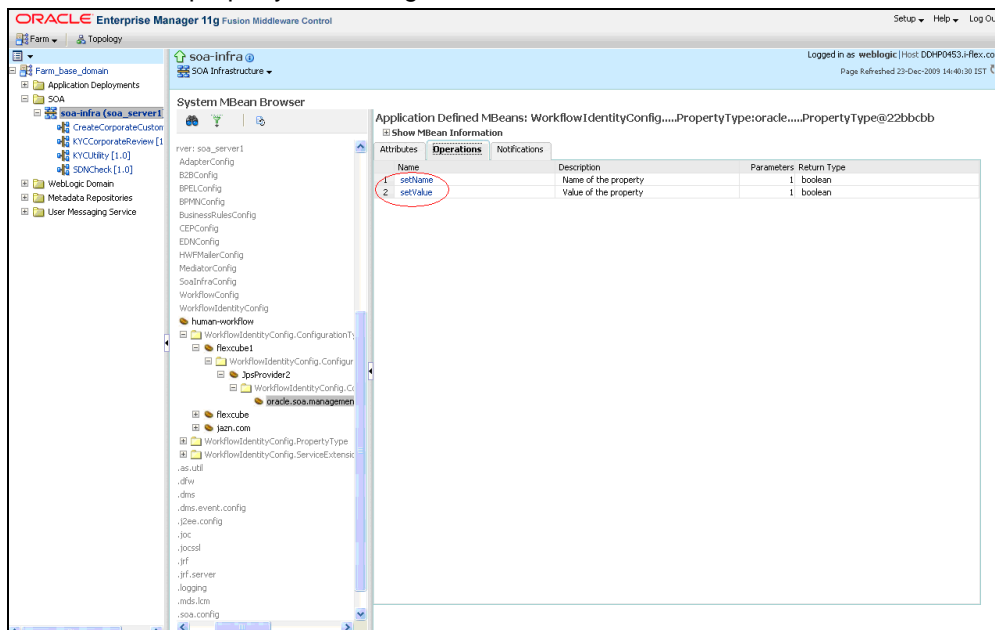 ORACLE Enterprise Manager 11g Fusion Middleware Control
Setup Help Log Ou
Farm Topology
soa-infra
Logged in as weblogic|Host DDHP0453.i-flex.co
SOA Infrastructure
Page Refreshed 23-Dec-2009 14:40:30 IST
Farm_base_domain
Application Deployments
SOA
soa-infra (soa_server1
CreateCorporateCuston
KYCCorporateReview [1
KYCUtility [1.0]
SDNCheck [1.0]
WebLogic Domain
Metadata Repositories
User Messaging Service
System MBean Browser
rver: soa_server1
AdapterConfig
B2BConfig
BPELConfig
BPMNConfig
BusinessRulesConfig
CEPConfig
EDNConfig
HWFMailerConfig
MediatorConfig
SoaInfraConfig
WorkflowConfig
WorkflowIdentityConfig
human-workflow
WorkflowIdentityConfig.ConfigurationTy
flexcube1
WorkflowIdentityConfig.Configur
JpsProvider2
WorkflowIdentityConfig.Co
oracle.soa.managemen
flexcube
jazn.com
WorkflowIdentityConfig.PropertyType
WorkflowIdentityConfig.ServiceExtensic
.as.util
.dfw
.dms
.dms.event.config
.j2ee.config
.joc
.jocssl
.jrf
.jrf.server
.logging
.mds.lcm
.soa.config
Application Defined MBeans: WorkflowIdentityConfig.....PropertyType:oracle.....PropertyType@22bbcbb
Show MBean Information
Attributes Operations Notifications
Name Description Parameters Return Type
1 setName Name of the property 1 boolean
2 setValue Value of the property 1 boolean